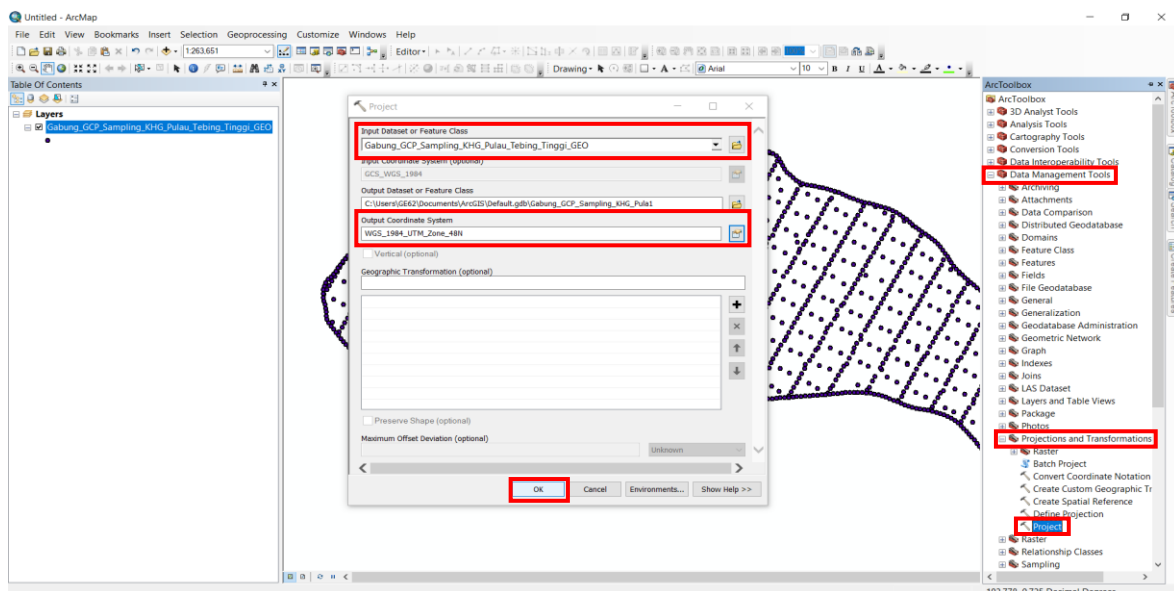 Untitled - ArcMap
File Edit View Bookmarks Insert Selection Geoprocessing Customize Windows Help
1:263,651
Editor
Drawing
Arial
10
B I U A
Table Of Contents
Layers
Gabung_GCP_Sampling_KHG_Pulau_Tebing_Tinggi_GEO
Project
Input Dataset or Feature Class
Gabung_GCP_Sampling_KHG_Pulau_Tebing_Tinggi_GEO
Input Coordinate System (optional)
GCS_WGS_1984
Output Dataset or Feature Class
C:\Users\GE62\Documents\ArcGIS\Default.gdb\Gabung_GCP_Sampling_KHG_Pula1
Output Coordinate System
WGS_1984_UTM_Zone_48N
Vertical (optional)
Geographic Transformation (optional)
Preserve Shape (optional)
Maximum Offset Deviation (optional)
Unknown
OK Cancel Environments... Show Help >>
ArcToolbox
ArcToolbox
3D Analyst Tools
Analysis Tools
Cartography Tools
Conversion Tools
Data Interoperability Tools
Data Management Tools
Archiving
Attachments
Data Comparison
Distributed Geodatabase
Domains
Feature Class
Features
Fields
File Geodatabase
General
Generalization
Geodatabase Administration
Geometric Network
Graph
Indexes
Joins
LAS Dataset
Layers and Table Views
Package
Photos
Projections and Transformations
Raster
Batch Project
Convert Coordinate Notation
Create Custom Geographic Tr
Create Spatial Reference
Define Projection
Project
Raster
Relationship Classes
Sampling